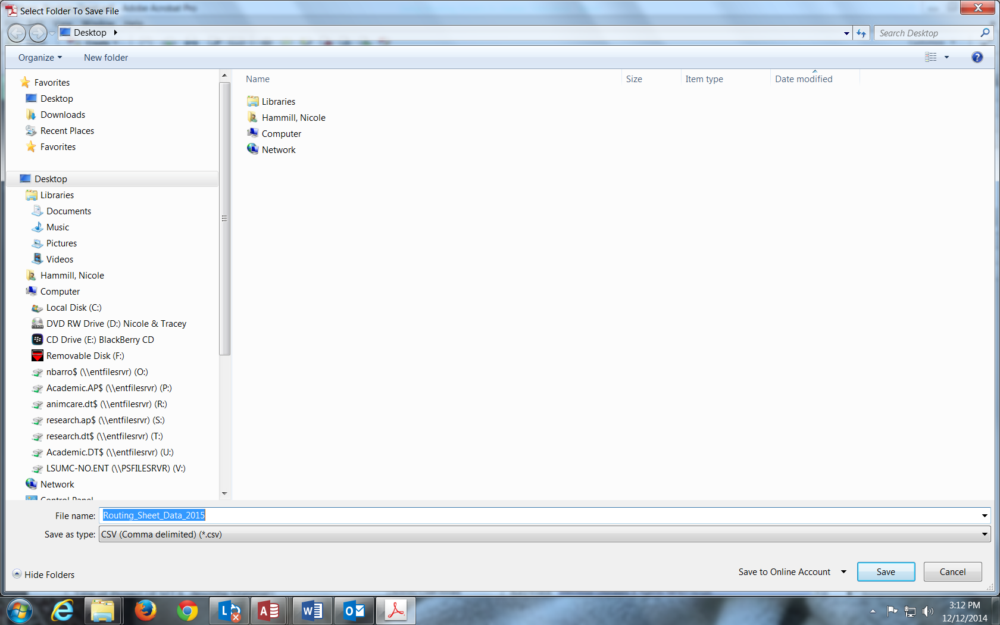 Select Folder To Save File
Adobe Acrobat Pro
Desktop
Search Desktop
Organize
New folder
Name
Size
Item type
Date modified
Favorites
Desktop
Downloads
Recent Places
Favorites
Desktop
Libraries
Documents
Music
Pictures
Videos
Hammill, Nicole
Computer
Local Disk (C:)
DVD RW Drive (D:) Nicole & Tracey
CD Drive (E:) BlackBerry CD
Removable Disk (F:)
nbarro$ (\\entfilesrvr) (O:)
Academic.AP$ (\\entfilesrvr) (P:)
animcare.dt$ (\\entfilesrvr) (R:)
research.ap$ (\\entfilesrvr) (S:)
research.dt$ (\\entfilesrvr) (T:)
Academic.DT$ (\\entfilesrvr) (U:)
LSUMC-NO.ENT (\\PSFILESRVR) (V:)
Network
Control Panel
Libraries
Hammill, Nicole
Computer
Network
File name: Routing_Sheet_Data_2015
Save as type: CSV (Comma delimited) (*.csv)
Hide Folders
Save to Online Account
Save
Cancel
3:12 PM
12/12/2014